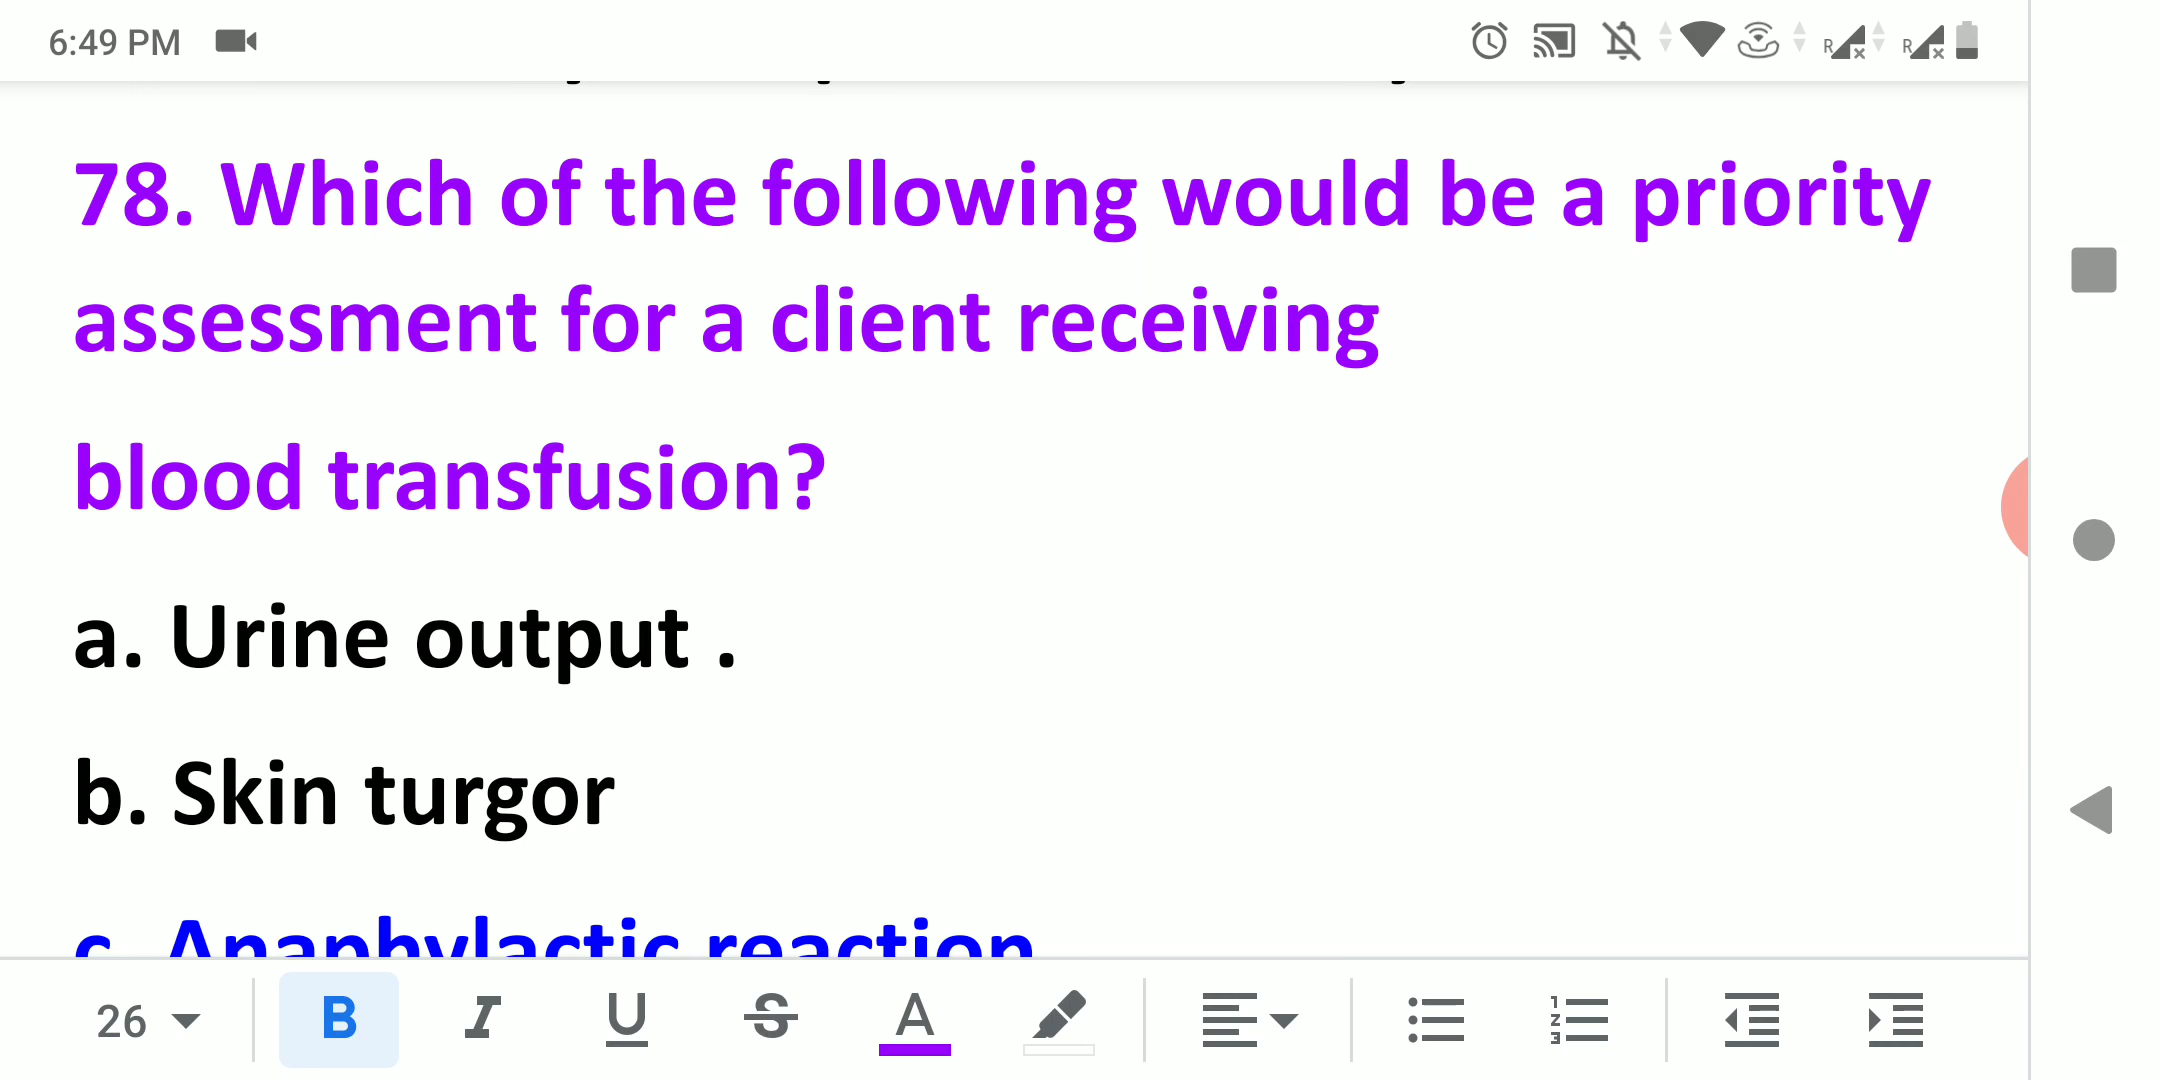 6:49 PM
R
R
78. Which of the following would be a priority
assessment for a client receiving
blood transfusion?
a. Urine output .
b. Skin turgor
c. Anaphylactic reaction
26
B
I
U
S
A